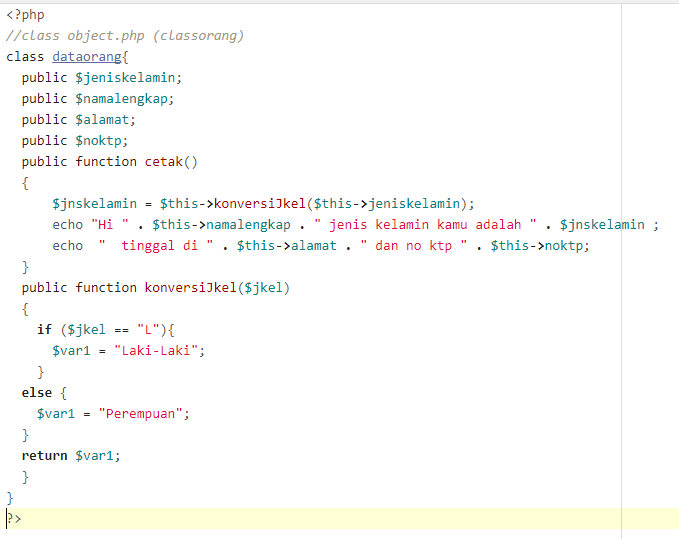 <?php
//class object.php (classorang)
class dataorang{
  public $jeniskelamin;
  public $namalengkap;
  public $alamat;
  public $noktp;
  public function cetak()
  {
      $jnskelamin = $this->konversiJkel($this->jeniskelamin);
      echo "Hi " . $this->namalengkap . " jenis kelamin kamu adalah " . $jnskelamin ;
      echo  "  tinggal di " . $this->alamat . " dan no ktp " . $this->noktp;
  }
  public function konversiJkel($jkel)
  {
    if ($jkel == "L"){
      $var1 = "Laki-Laki";
    }
  else {
    $var1 = "Perempuan";
  }
  return $var1;
  }
}
?>